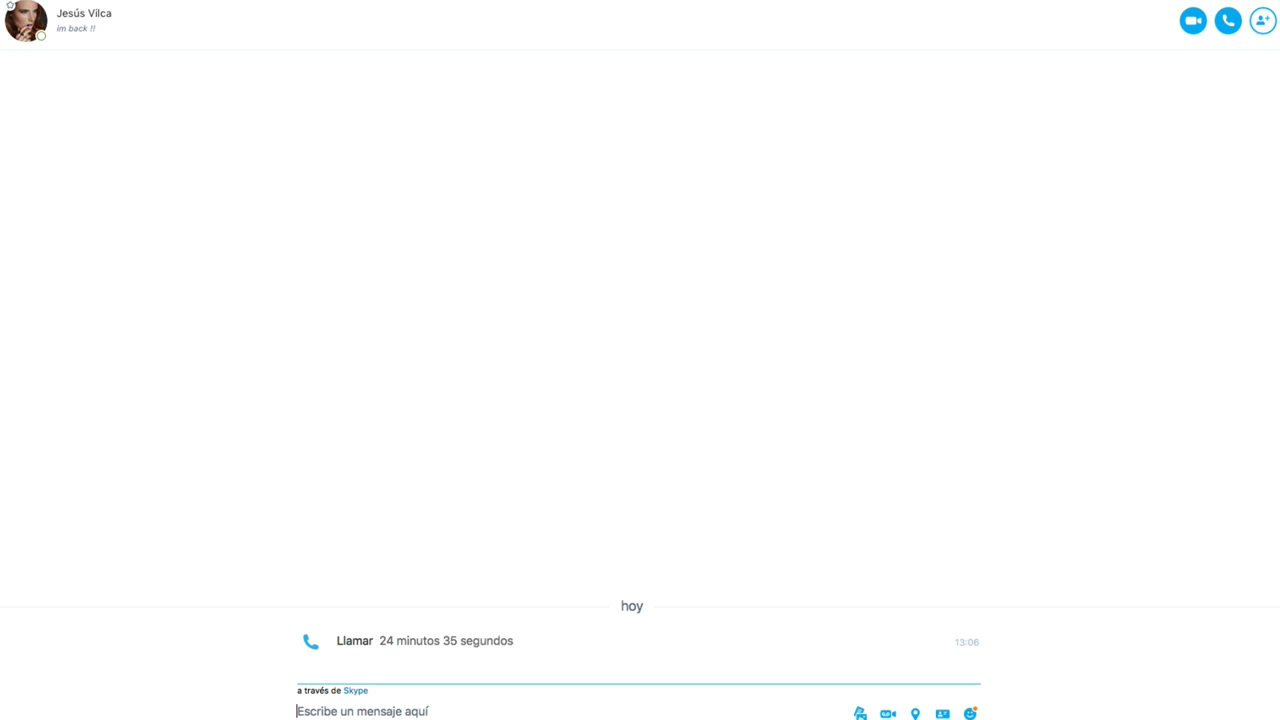 Jesús Vilca
im back !!
hoy
Llamar 24 minutos 35 segundos
13:06
a través de Skype
Escribe un mensaje aquí